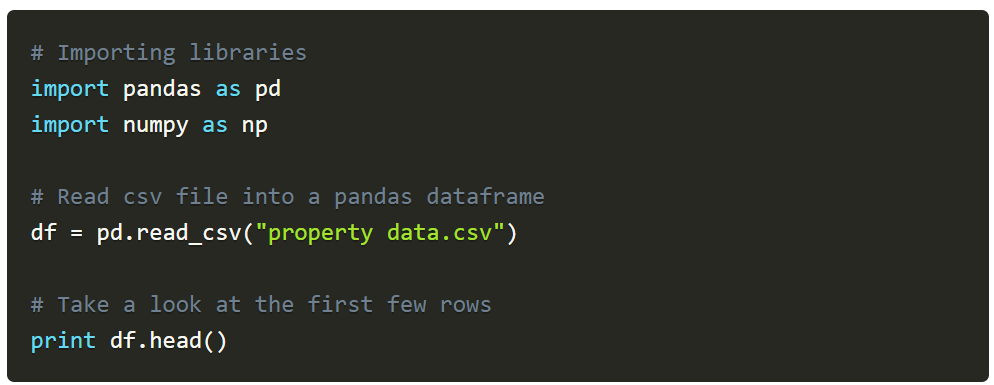 # Importing libraries
import pandas as pd
import numpy as np
# Read csv file into a pandas dataframe
df = pd.read_csv("property data.csv")
# Take a look at the first few rows
print df.head()